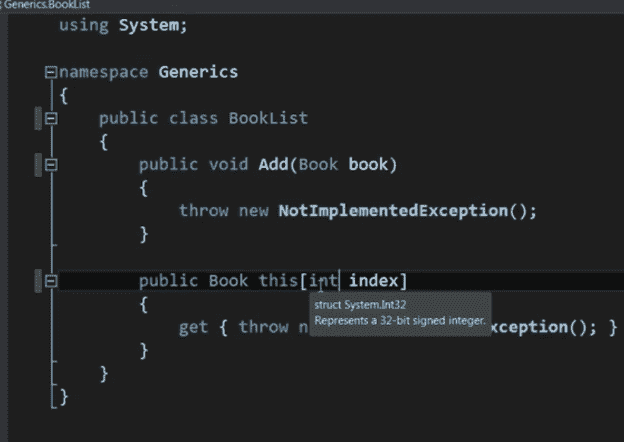 Generics.BookList
using System;
namespace Generics
{
public class BookList
{
public void Add(Book book)
{
throw new NotImplementedException();
}
public Book this[int index]
{
struct System.Int32
Represents a 32-bit signed integer.
get { throw n xception(); }
}
}
}